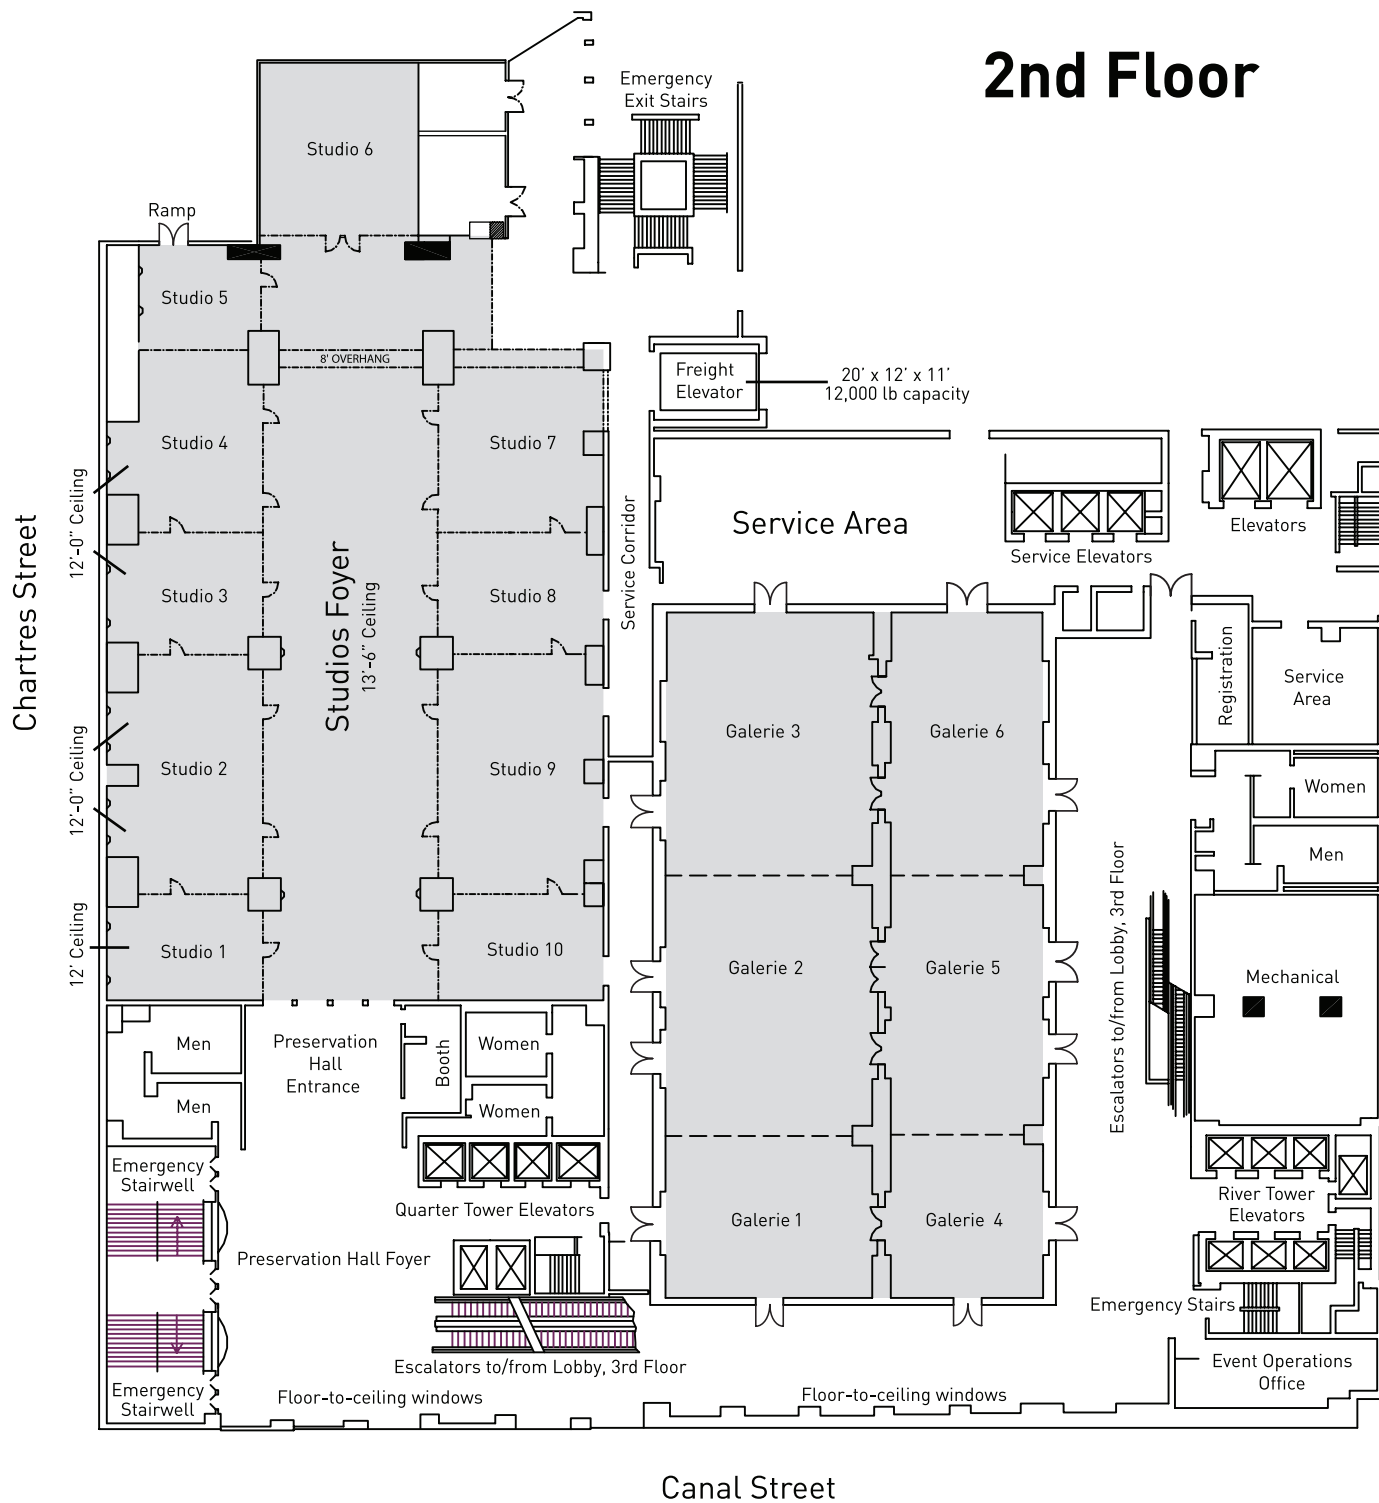 2nd Floor
Emergency
Exit Stairs
Studio 6
Ramp
Studio 5
8' OVERHANG
Freight
Elevator
20' x 12' x 11'
12,000 lb capacity
Studio 4
Studio 7
12'-0" Ceiling
Service Corridor
Service Area
Service Elevators
Elevators
Chartres Street
Studio 3
Studios Foyer
13'-6" Ceiling
Studio 8
Registration
Service
Area
Galerie 3
Galerie 6
12'-0" Ceiling
Studio 2
Studio 9
Women
Men
Escalators to/from Lobby, 3rd Floor
12' Ceiling
Studio 1
Studio 10
Galerie 2
Galerie 5
Mechanical
Men
Preservation
Hall
Entrance
Booth
Women
Men
Women
Emergency
Stairwell
Quarter Tower Elevators
Galerie 1
Galerie 4
River Tower
Elevators
Preservation Hall Foyer
Emergency Stairs
Escalators to/from Lobby, 3rd Floor
Event Operations
Office
Emergency
Stairwell
Floor-to-ceiling windows
Floor-to-ceiling windows
Canal Street